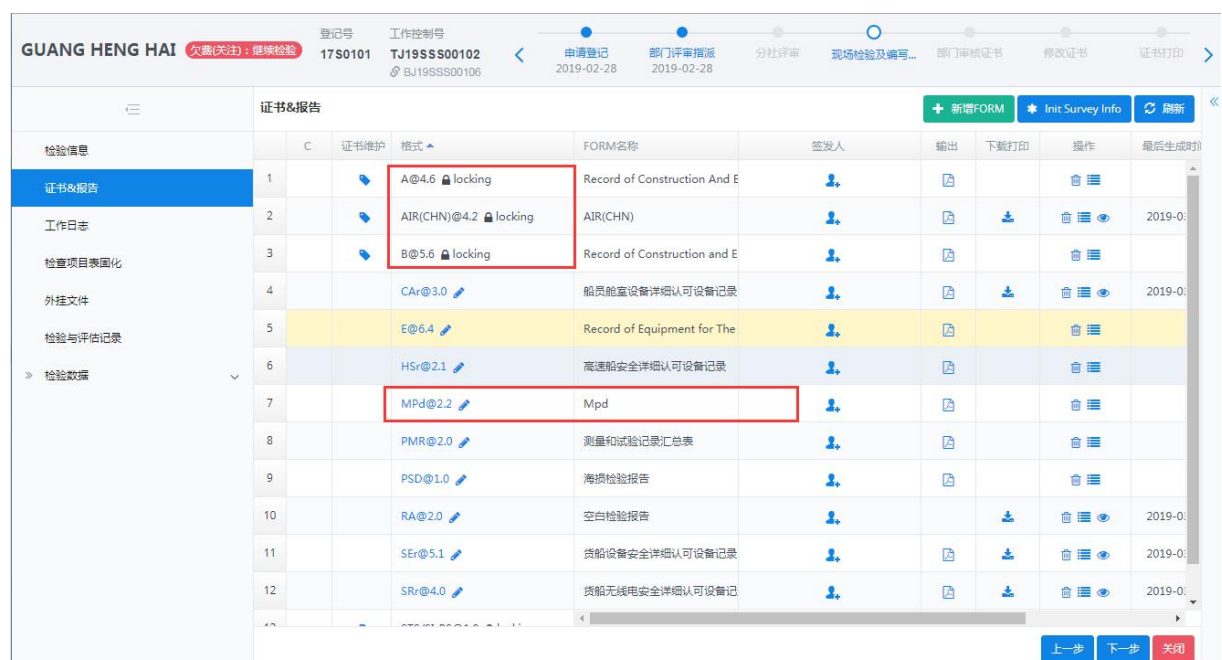 GUANG HENG HAI 欠费(关注)：继续检验 登记号 17S0101 工作控制号 TJ19SSS00102 BJ19SSS00106
申请登记 2019-02-28 部门评审指派 2019-02-28 分社评审 现场检验及编写... 部门审核证书 修改证书 证书打印
证书&报告 新增FORM Init Survey Info 刷新
检验信息
证书&报告
工作日志
检查项目表固化
外挂文件
检验与评估记录
检验数据
C 证书维护 格式 FORM名称 签发人 输出 下载打印 操作 最后生成时
1 A@4.6 locking Record of Construction And E
2 AIR(CHN)@4.2 locking AIR(CHN) 2019-0
3 B@5.6 locking Record of Construction and E
4 CAr@3.0 船员舱室设备详细认可设备记录 2019-0
5 E@6.4 Record of Equipment for The
6 HSr@2.1 高速船安全详细认可设备记录
7 MPd@2.2 Mpd
8 PMR@2.0 测量和试验记录汇总表
9 PSD@1.0 海损检验报告
10 RA@2.0 空白检验报告 2019-0
11 SEr@5.1 货船设备安全详细认可设备记录 2019-0
12 SRr@4.0 货船无线电安全详细认可设备记 2019-0
上一步 下一步 关闭